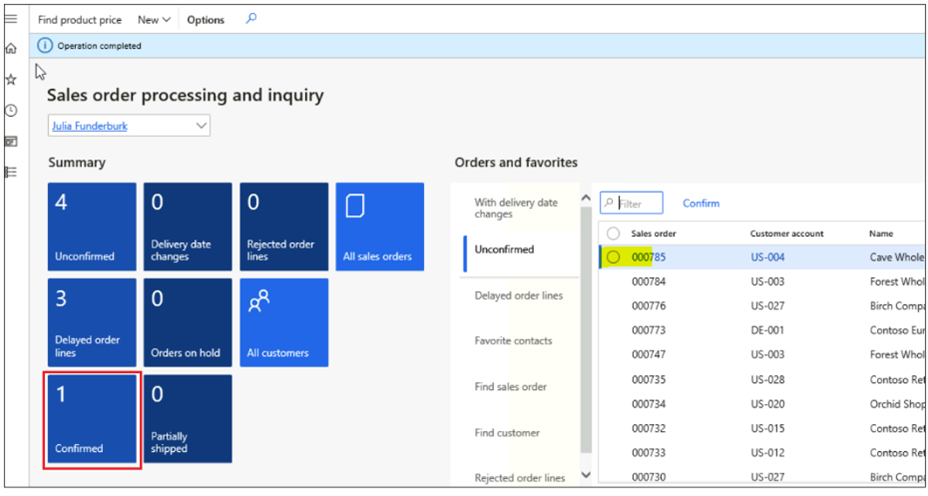 Find product price New Options
Operation completed
Sales order processing and inquiry
Julia Funderburk
Summary
4
Unconfirmed
0
Delivery date
changes
0
Rejected order
lines
All sales orders
3
Delayed order
lines
0
Orders on hold
All customers
1
Confirmed
0
Partially
shipped
Orders and favorites
With delivery date
changes
Unconfirmed
Delayed order lines
Favorite contacts
Find sales order
Find customer
Rejected order lines
Filter Confirm
Sales order Customer account Name
000785 US-004 Cave Whole
000784 US-003 Forest Whol
000776 US-027 Birch Compa
000773 DE-001 Contoso Eur
000747 US-003 Forest Whol
000735 US-028 Contoso Ret
000734 US-020 Orchid Shop
000732 US-015 Contoso Ret
000733 US-012 Contoso Ret
000730 US-027 Birch Compa